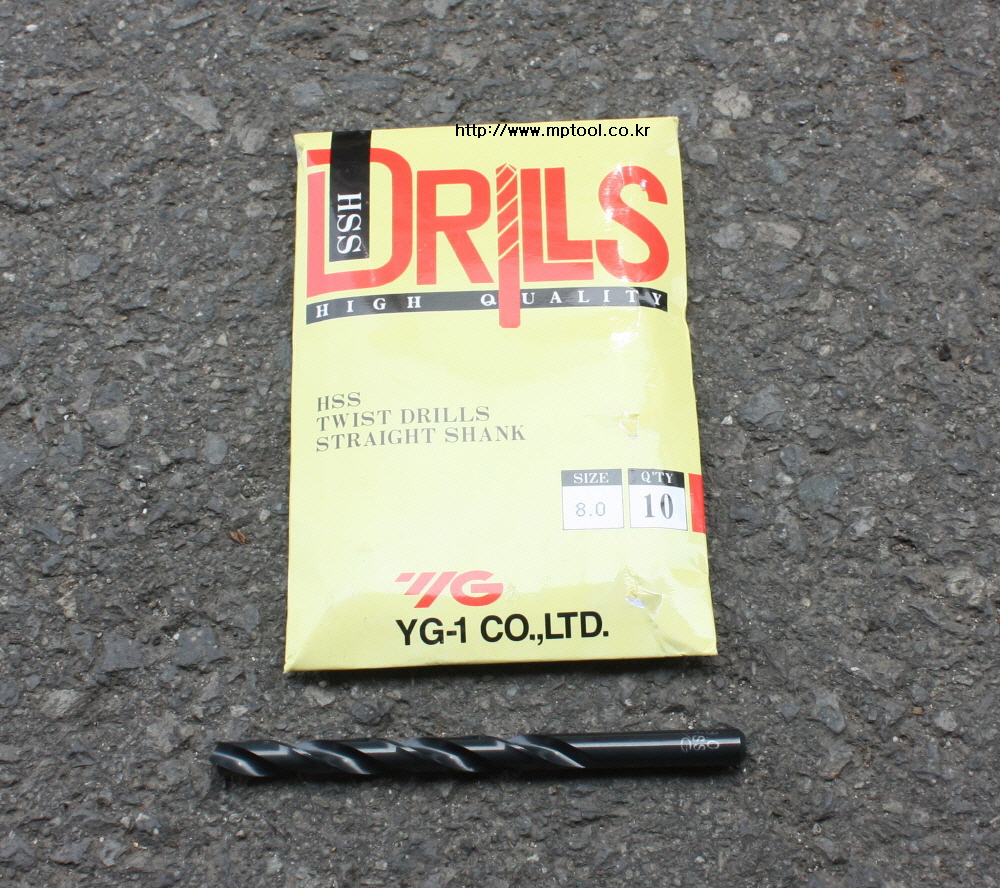 http://www.mptool.co.kr
HSS
DRILLS
HIGH QUALITY
HSS
TWIST DRILLS
STRAIGHT SHANK
SIZE Q'TY
8.0 10
YG
YG-1 CO.,LTD.